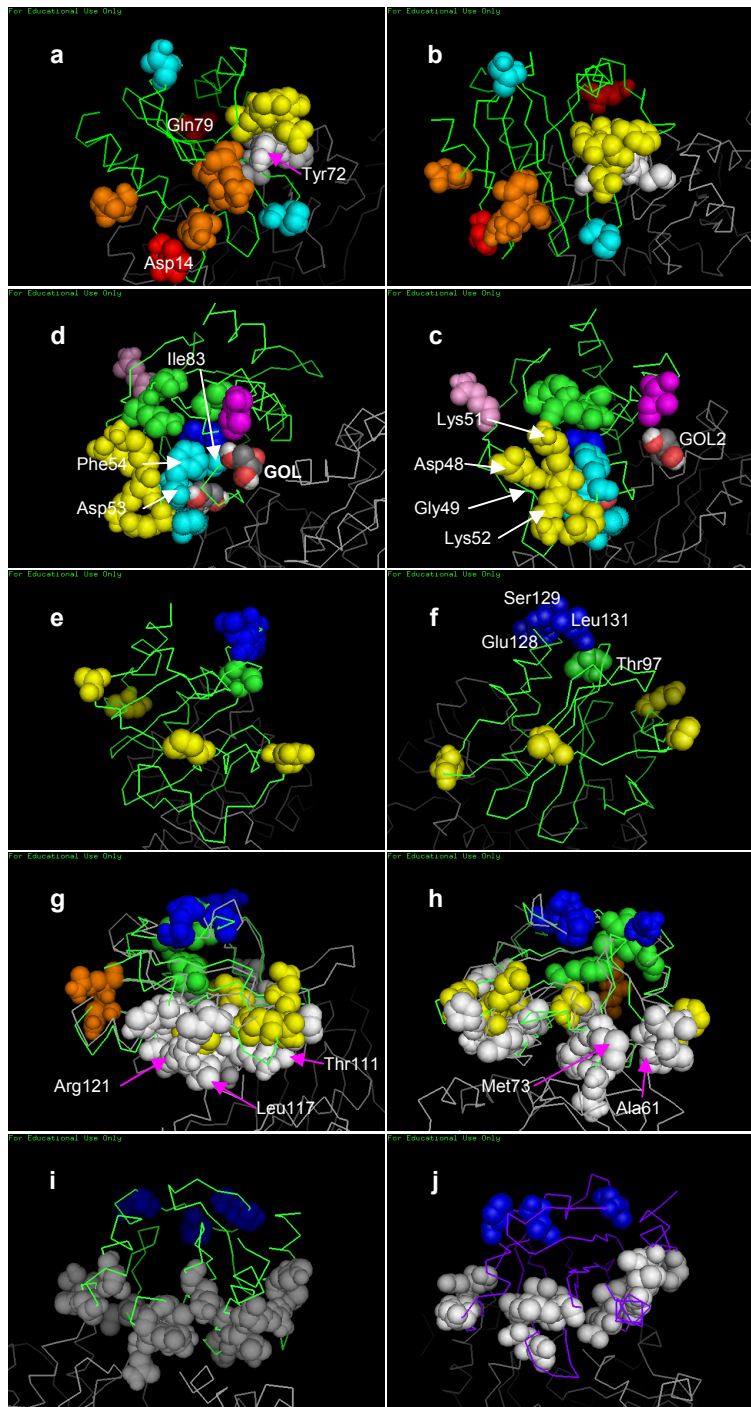 For Educational Use Only
a
Gln79
Tyr72
Asp14
For Educational Use Only
b
For Educational Use Only
d
Ile83
Phe54
GOL
Asp53
For Educational Use Only
c
Lys51
GOL2
Asp48
Gly49
Lys52
For Educational Use Only
e
For Educational Use Only
f
Ser129
Leu131
Glu128
Thr97
For Educational Use Only
g
Thr111
Arg121
Leu117
For Educational Use Only
h
Met73
Ala61
For Educational Use Only
i
For Educational Use Only
j